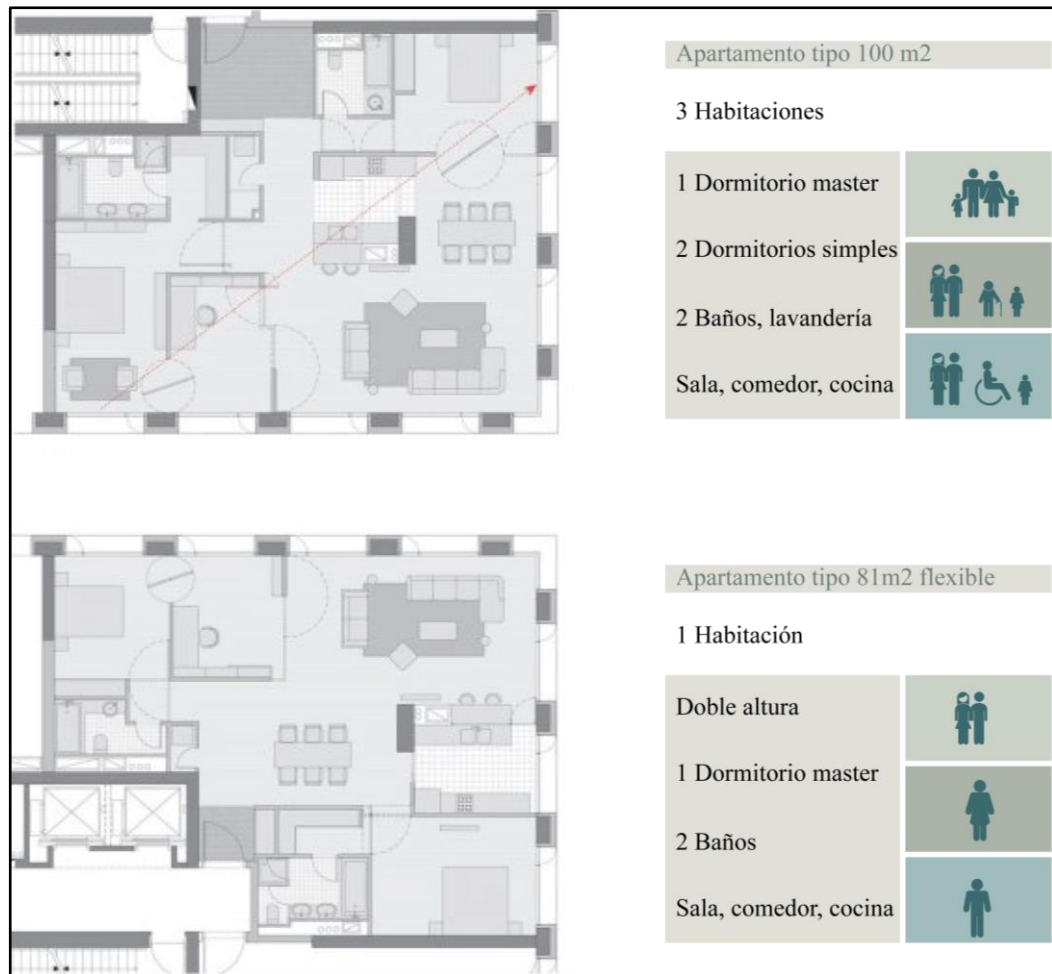 Apartamento tipo 100 m2
3 Habitaciones
1 Dormitorio master
2 Dormitorios simples
2 Baños, lavandería
Sala, comedor, cocina
Apartamento tipo 81m2 flexible
1 Habitación
Doble altura
1 Dormitorio master
2 Baños
Sala, comedor, cocina